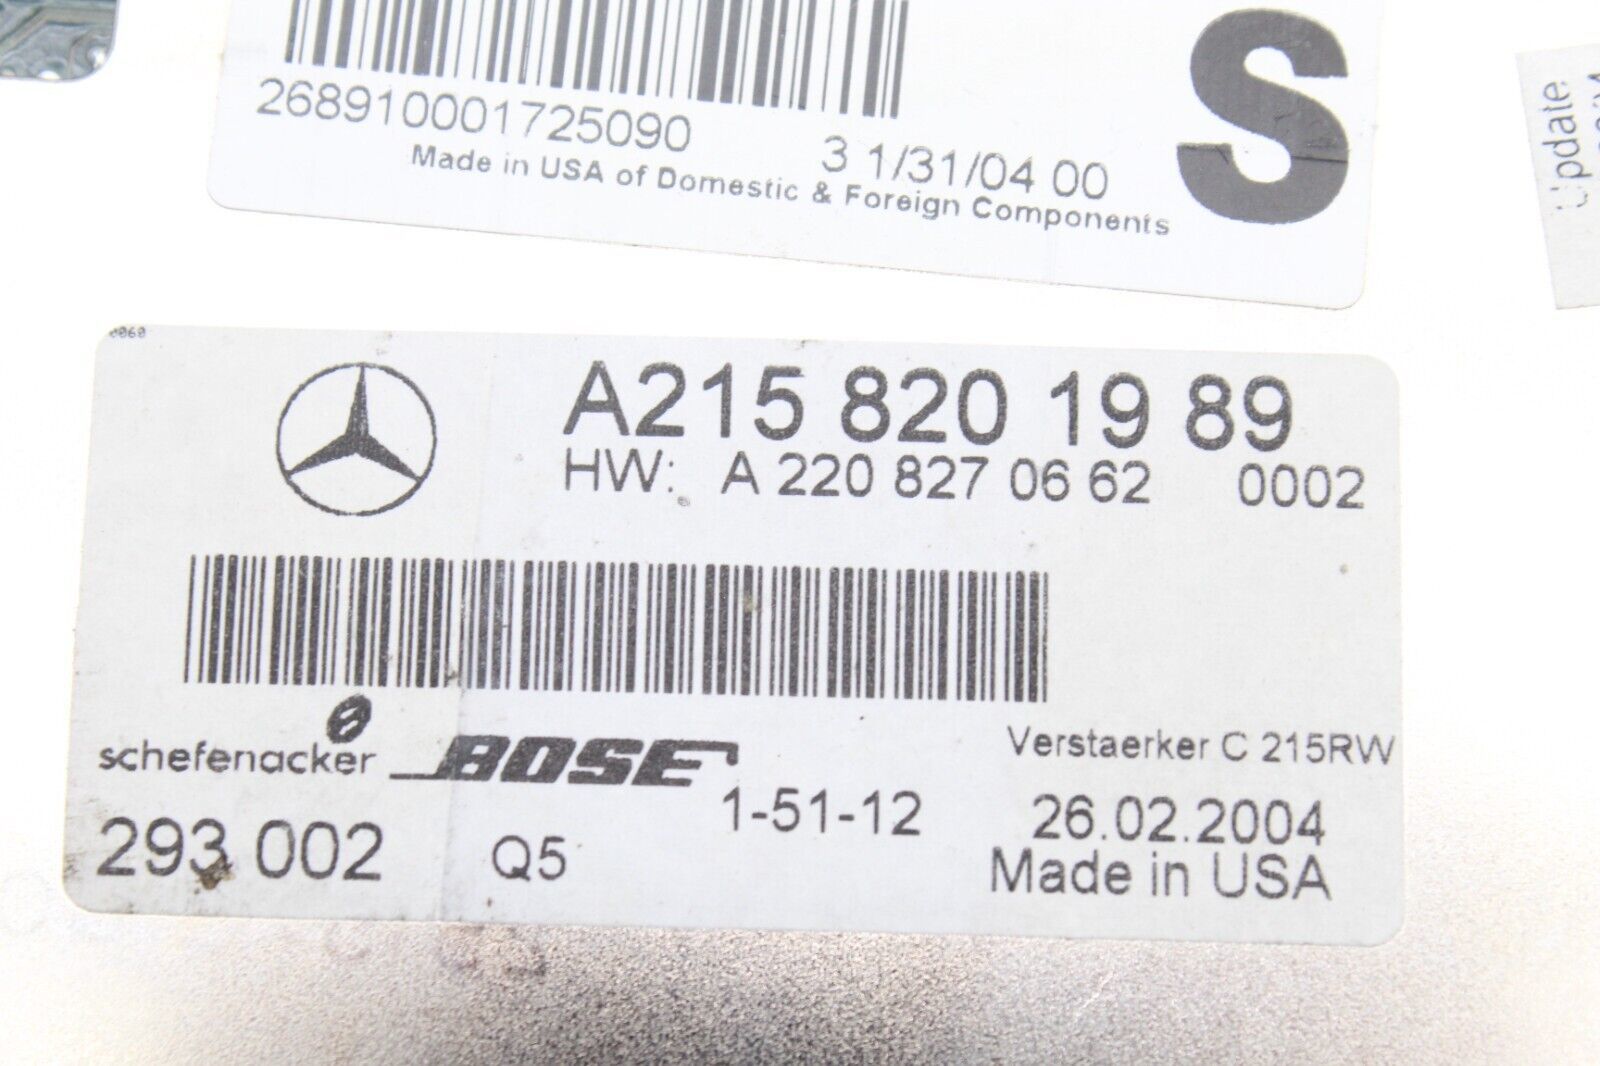 268910001725090
3 1/31/04 00
S
Made in USA of Domestic & Foreign Components
Update:
A215 820 19 89
HW: A 220 827 06 62 0002
schefenacker BOSE
Verstaerker C 215RW
1-51-12
26.02.2004
293 002
Q5
Made in USA